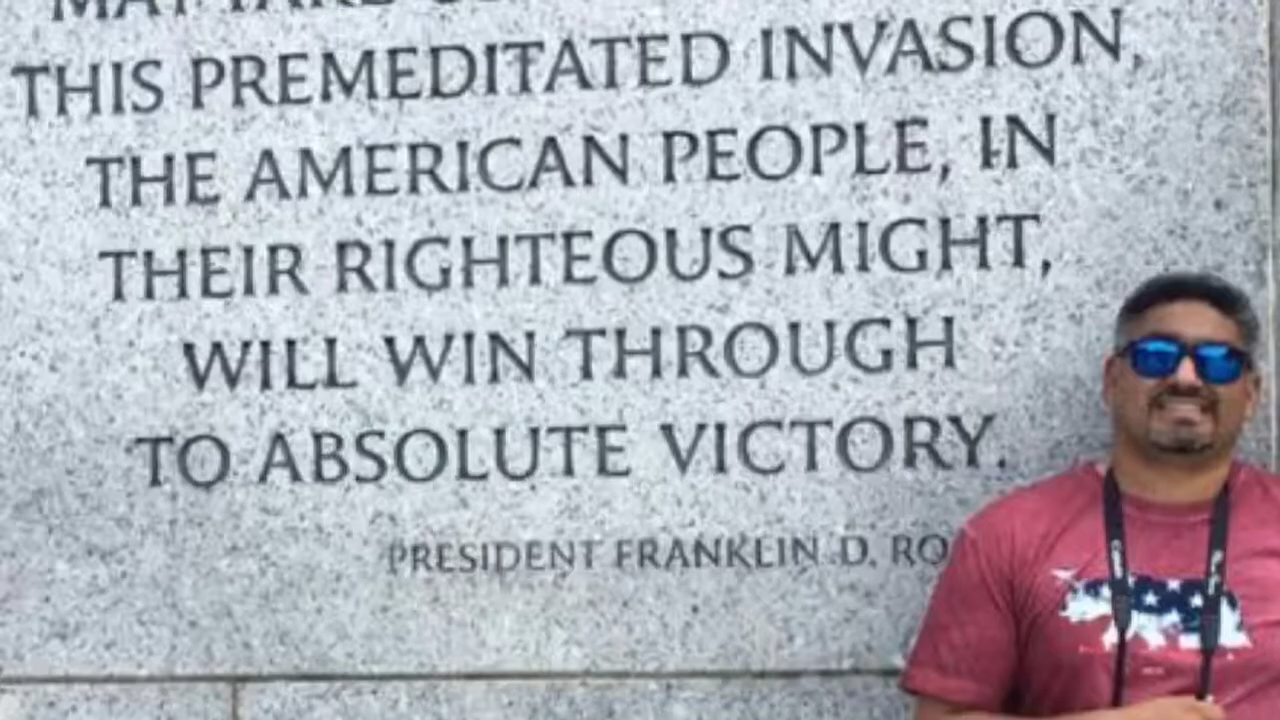 THIS PREMEDITATED INVASION,
THE AMERICAN PEOPLE, IN
THEIR RIGHTEOUS MIGHT,
WILL WIN THROUGH
TO ABSOLUTE VICTORY.
PRESIDENT FRANKLIN D. RO